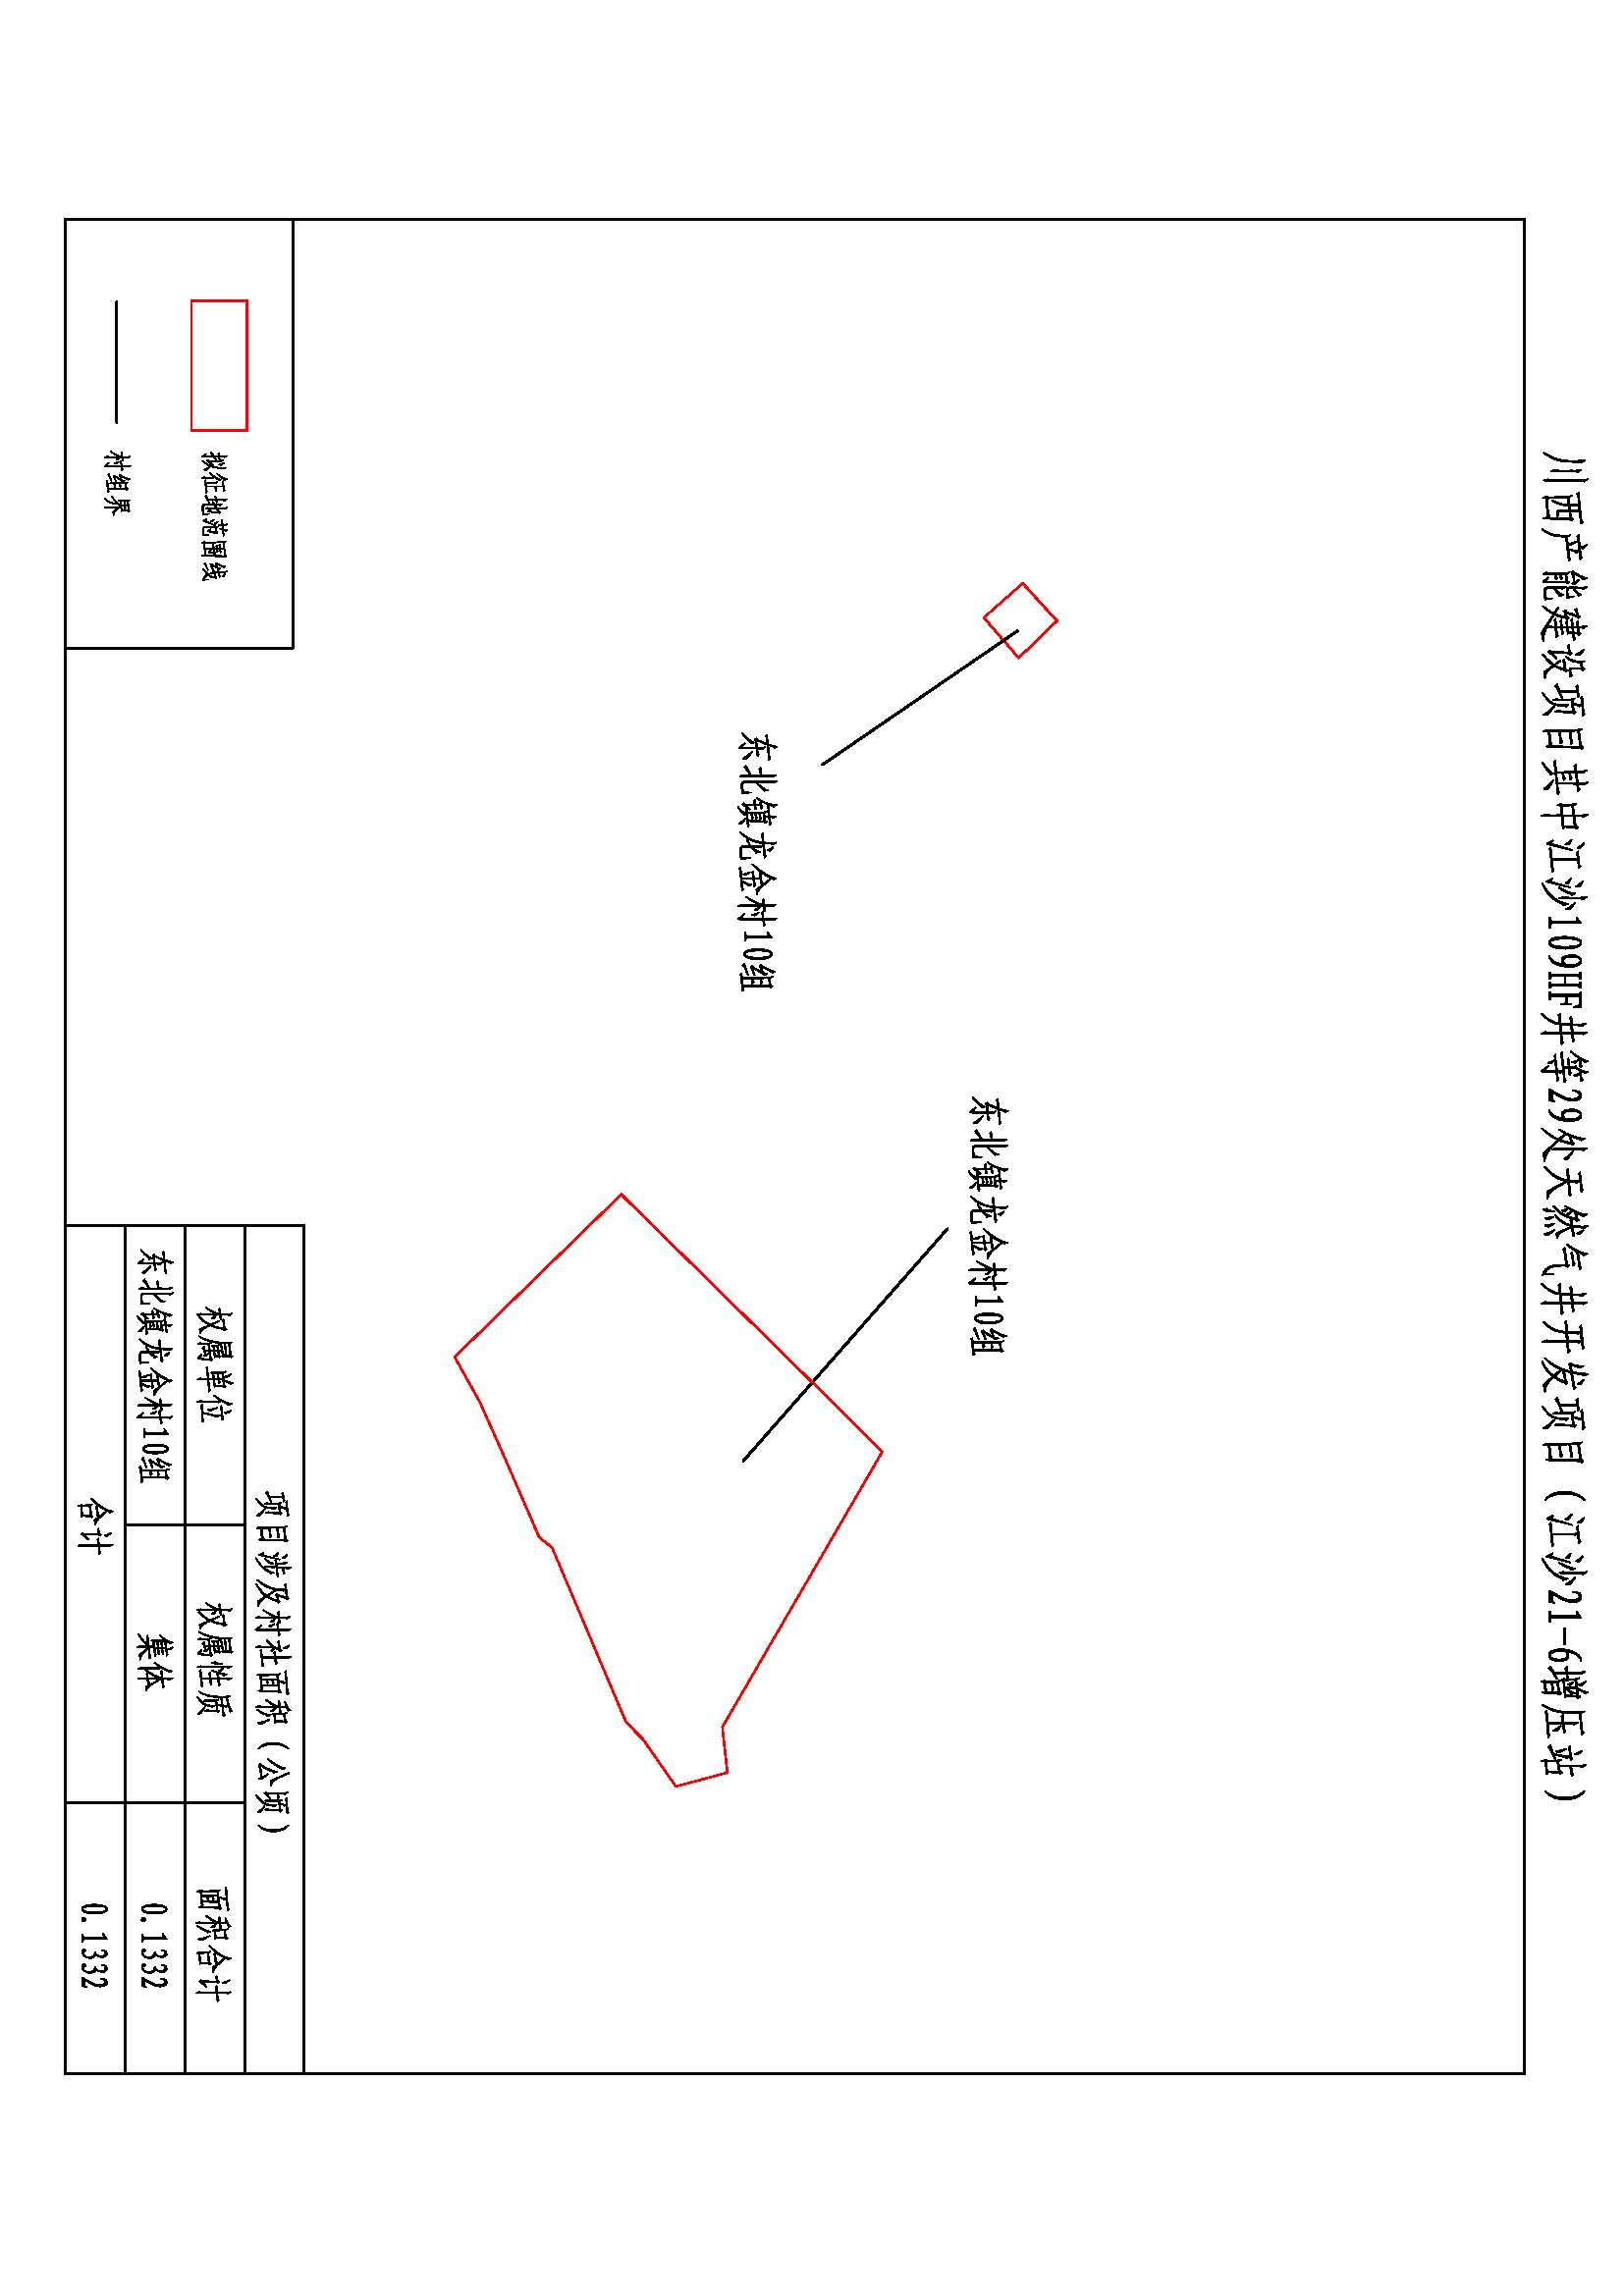 川西产能建设项目其中江沙109HF井等29处天然气井开发项目（江沙21-6增压站）
东北镇龙金村10组
东北镇龙金村10组
拟征地范围线
村组界
项目涉及村社面积（公顷）
权属单位 权属性质 面积合计
东北镇龙金村10组 集体 0.1332
合计 0.1332